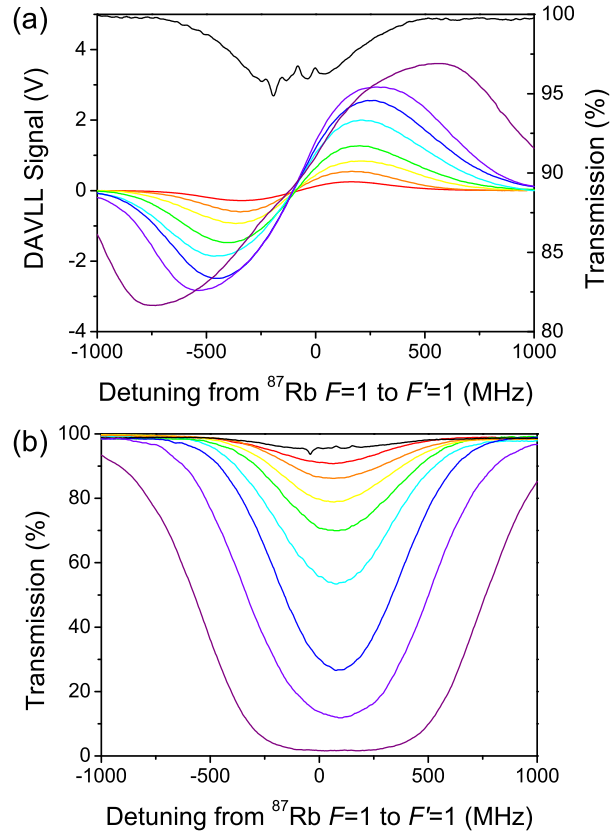 (a)
100
4
95
2
90
0
85
-2
80
-4
-1000 -500 0 500 1000
DAVLL Signal (V)
Transmission (%)
Detuning from ⁸⁷Rb F=1 to F'=1 (MHz)
(b)
100
80
60
40
20
0
-1000 -500 0 500 1000
Transmission (%)
Detuning from ⁸⁷Rb F=1 to F'=1 (MHz)